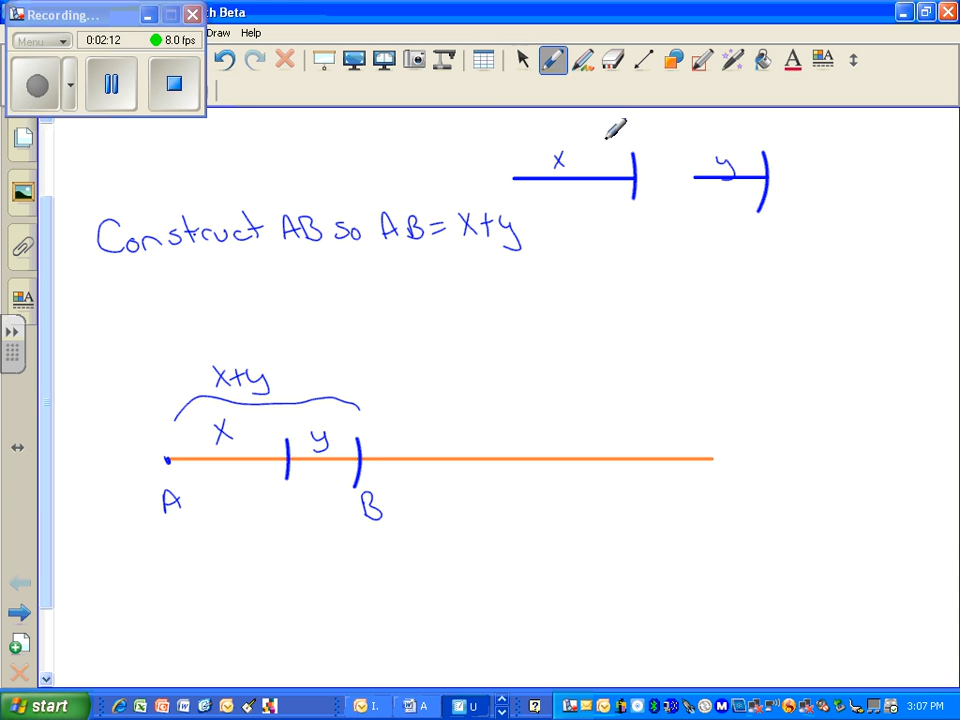 Recording...
th Beta
Menu
0:02:12
8.0 fps
Draw Help
x
y
Construct AB so AB = x+y
x+y
x
y
A
B
start
I.
A
U
3:07 PM